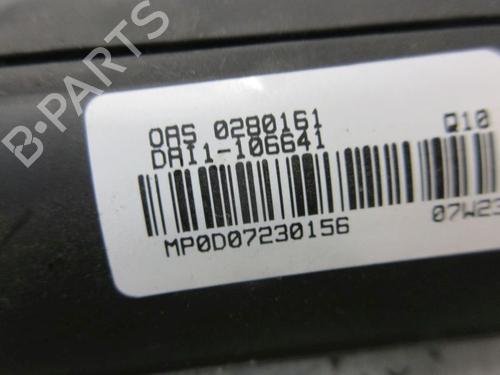 OAS 0280161 Q10
DAI1-106641
MP0D07230156 07W23
B PARTS